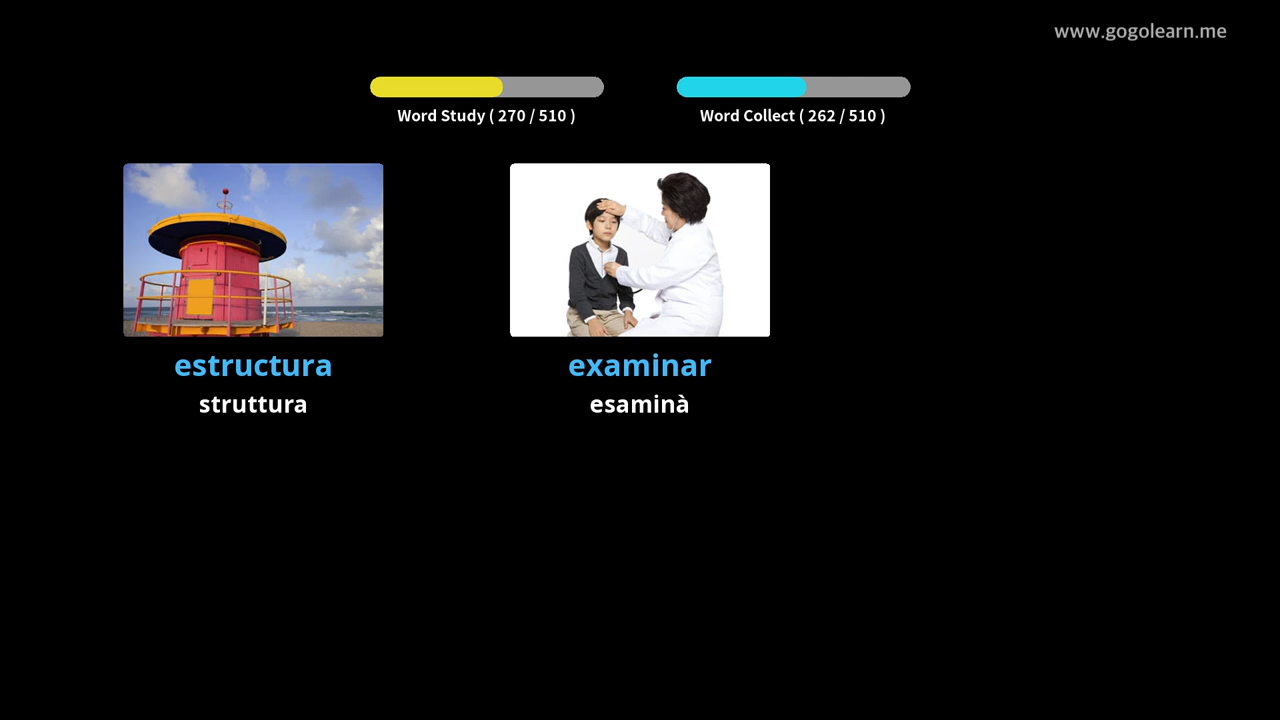 www.gogolearn.me
Word Study ( 270 / 510 )
Word Collect ( 262 / 510 )
estructura
struttura
examinar
esaminà